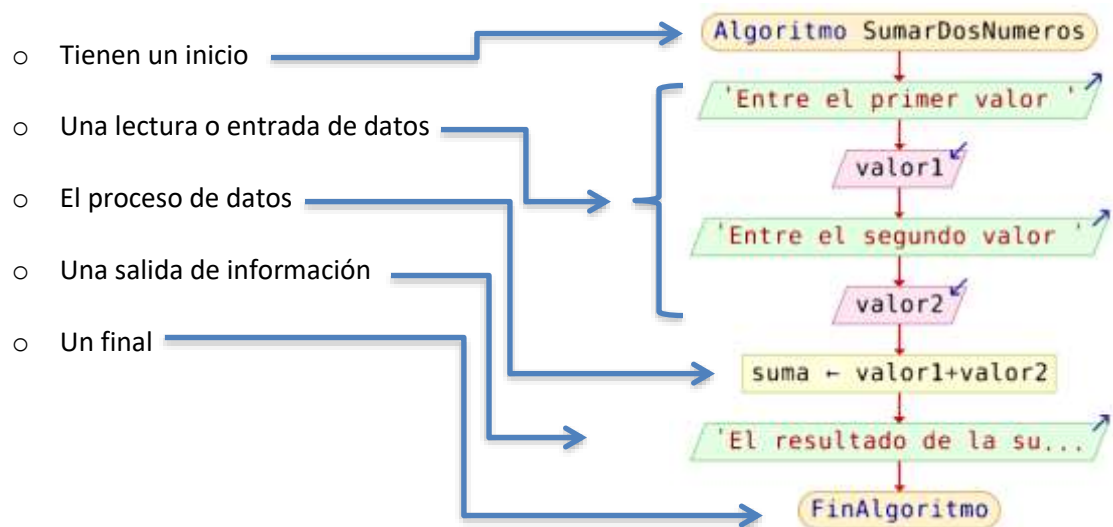 Tienen un inicio
Una lectura o entrada de datos
El proceso de datos
Una salida de información
Un final
Algoritmo SumarDosNumeros
'Entre el primer valor '
valor1
'Entre el segundo valor '
valor2
suma ← valor1+valor2
'El resultado de la su...
FinAlgoritmo